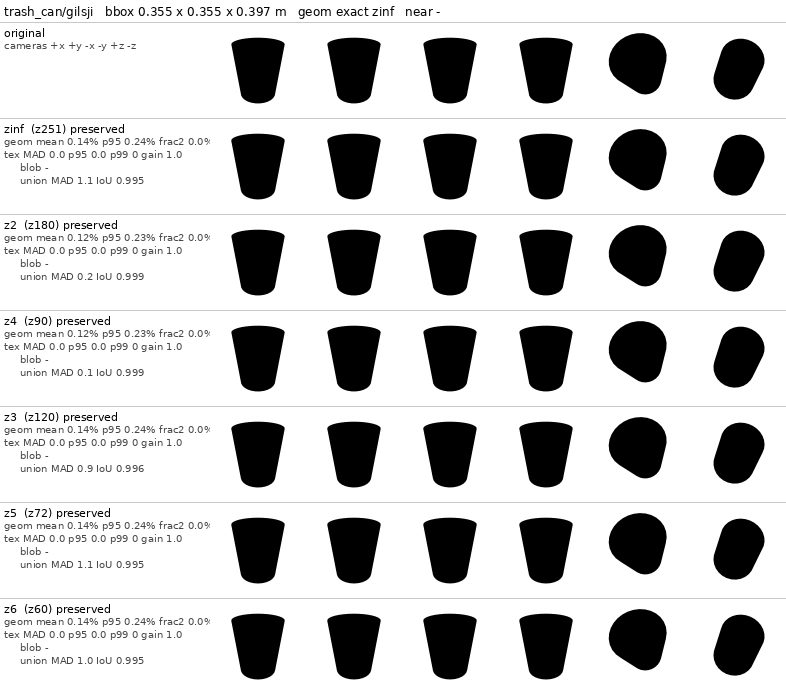 trash_can/gilsji bbox 0.355 x 0.355 x 0.397 m geom exact zinf near -
original
cameras +x +y -x -y +z -z
zinf (z251) preserved
geom mean 0.14% p95 0.24% frac2 0.0%
tex MAD 0.0 p95 0.0 p99 0 gain 1.0
blob -
union MAD 1.1 IoU 0.995
z2 (z180) preserved
geom mean 0.12% p95 0.23% frac2 0.0%
tex MAD 0.0 p95 0.0 p99 0 gain 1.0
blob -
union MAD 0.2 IoU 0.999
z4 (z90) preserved
geom mean 0.12% p95 0.23% frac2 0.0%
tex MAD 0.0 p95 0.0 p99 0 gain 1.0
blob -
union MAD 0.1 IoU 0.999
z3 (z120) preserved
geom mean 0.14% p95 0.24% frac2 0.0%
tex MAD 0.0 p95 0.0 p99 0 gain 1.0
blob -
union MAD 0.9 IoU 0.996
z5 (z72) preserved
geom mean 0.14% p95 0.24% frac2 0.0%
tex MAD 0.0 p95 0.0 p99 0 gain 1.0
blob -
union MAD 1.1 IoU 0.995
z6 (z60) preserved
geom mean 0.14% p95 0.24% frac2 0.0%
tex MAD 0.0 p95 0.0 p99 0 gain 1.0
blob -
union MAD 1.0 IoU 0.995